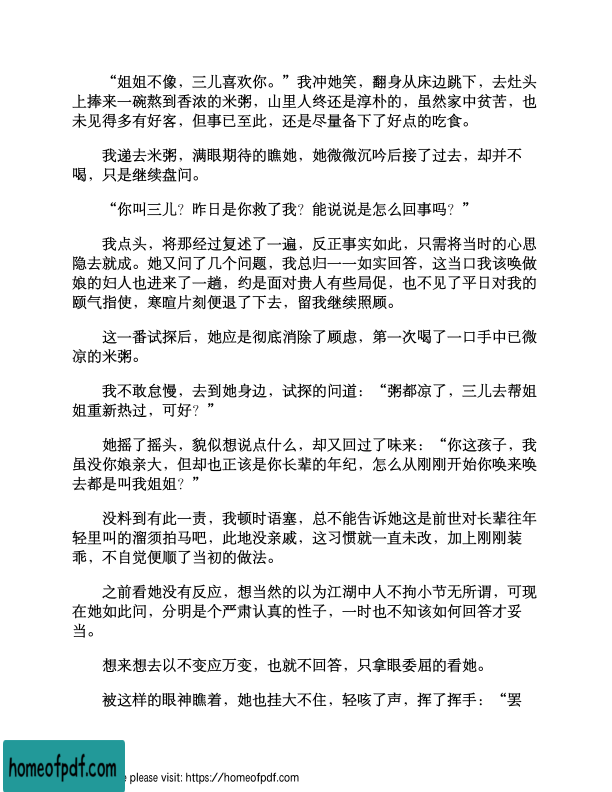 “姐姐不像，三儿喜欢你。”我冲她笑，翻身从床边跳下，去灶头
上捧来一碗熬到香浓的米粥，山里人终还是淳朴的，虽然家中贫苦，也
未见得多有好客，但事已至此，还是尽量备下了好点的吃食。
我递去米粥，满眼期待的瞧她，她微微沉吟后接了过去，却并不
喝，只是继续盘问。
“你叫三儿？昨日是你救了我？能说说是怎么回事吗？”
我点头，将那经过复述了一遍，反正事实如此，只需将当时的心思
隐去就成。她又问了几个问题，我总归一一如实回答，这当口我该唤做
娘的妇人也进来了一趟，约是面对贵人有些局促，也不见了平日对我的
颐气指使，寒暄片刻便退了下去，留我继续照顾。
这一番试探后，她应是彻底消除了顾虑，第一次喝了一口手中已微
凉的米粥。
我不敢怠慢，去到她身边，试探的问道：“粥都凉了，三儿去帮姐
姐重新热过，可好？”
她摇了摇头，貌似想说点什么，却又回过了味来：“你这孩子，我
虽没你娘亲大，但却也正该是你长辈的年纪，怎么从刚刚开始你唤来唤
去都是叫我姐姐？”
没料到有此一责，我顿时语塞，总不能告诉她这是前世对长辈往年
轻里叫的溜须拍马吧，此地没亲戚，这习惯就一直未改，加上刚刚装
乖，不自觉便顺了当初的做法。
之前看她没有反应，想当然的以为江湖中人不拘小节无所谓，可现
在她如此问，分明是个严肃认真的性子，一时也不知该如何回答才妥
当。
想来想去以不变应万变，也就不回答，只拿眼委屈的看她。
被这样的眼神瞧着，她也挂大不住，轻咳了声，挥了挥手：“罢
homeofpdf.com
e please visit: https://homeofpdf.com